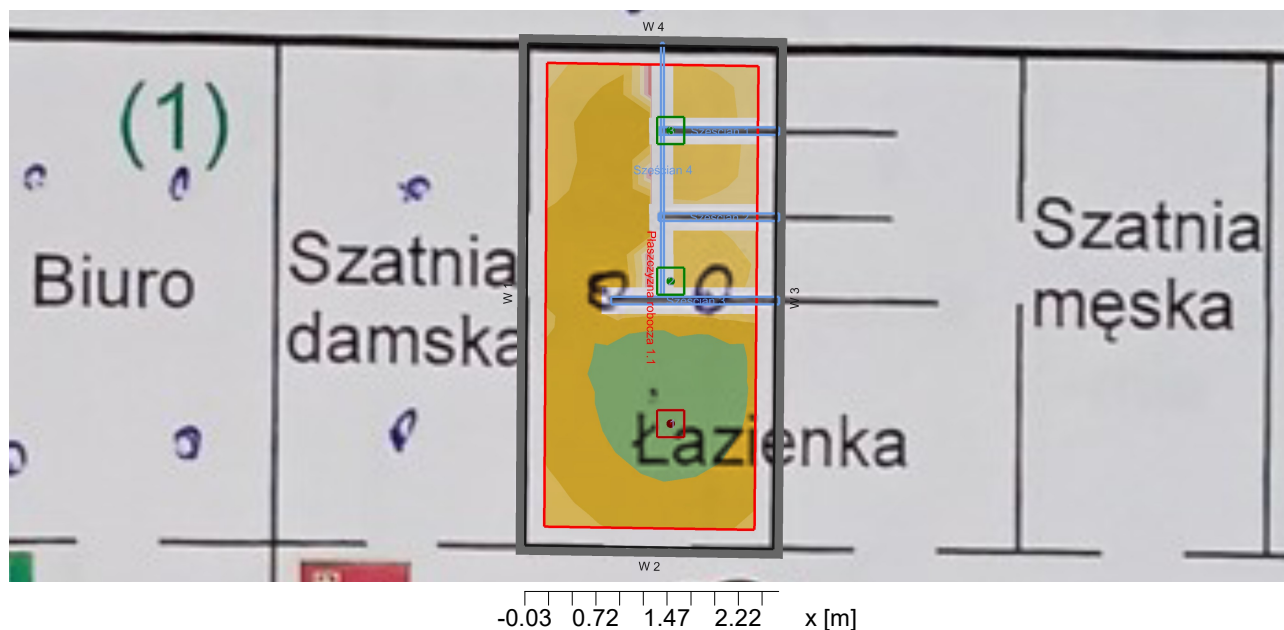 W 4
(1)
Sześcian 1
Sześcian 4
Szatnia
męska
Sześcian 2
Płaszczyzna robocza 1.1
Biuro
Szatnia
damska
W 1
W 3
Sześcian 3
Łazienka
W 2
-0.03 0.72 1.47 2.22 x [m]